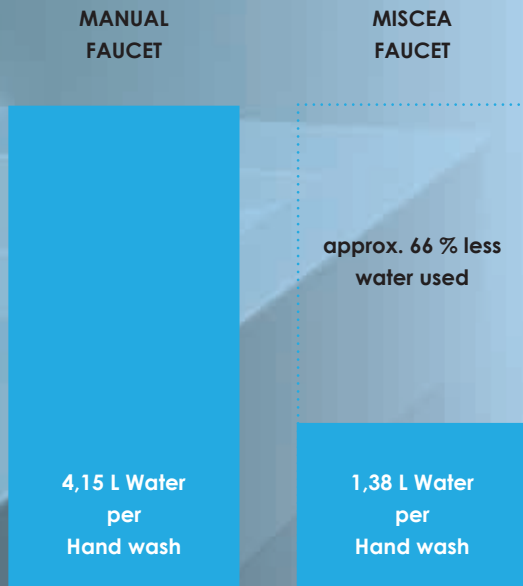 MANUAL
FAUCET
4,15 L Water
per
Hand wash
MISCEA
FAUCET
approx. 66 % less
water used
1,38 L Water
per
Hand wash